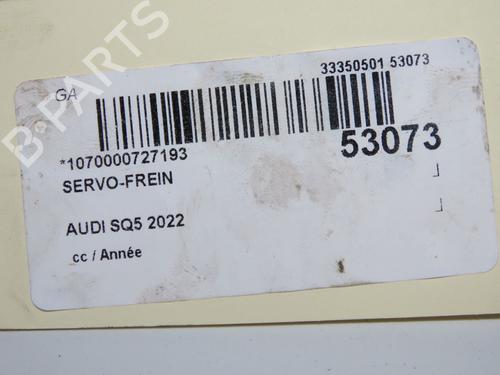 GA
33350501 53073
*1070000727193
53073
SERVO-FREIN
AUDI SQ5 2022
cc / Année
B-PARTS